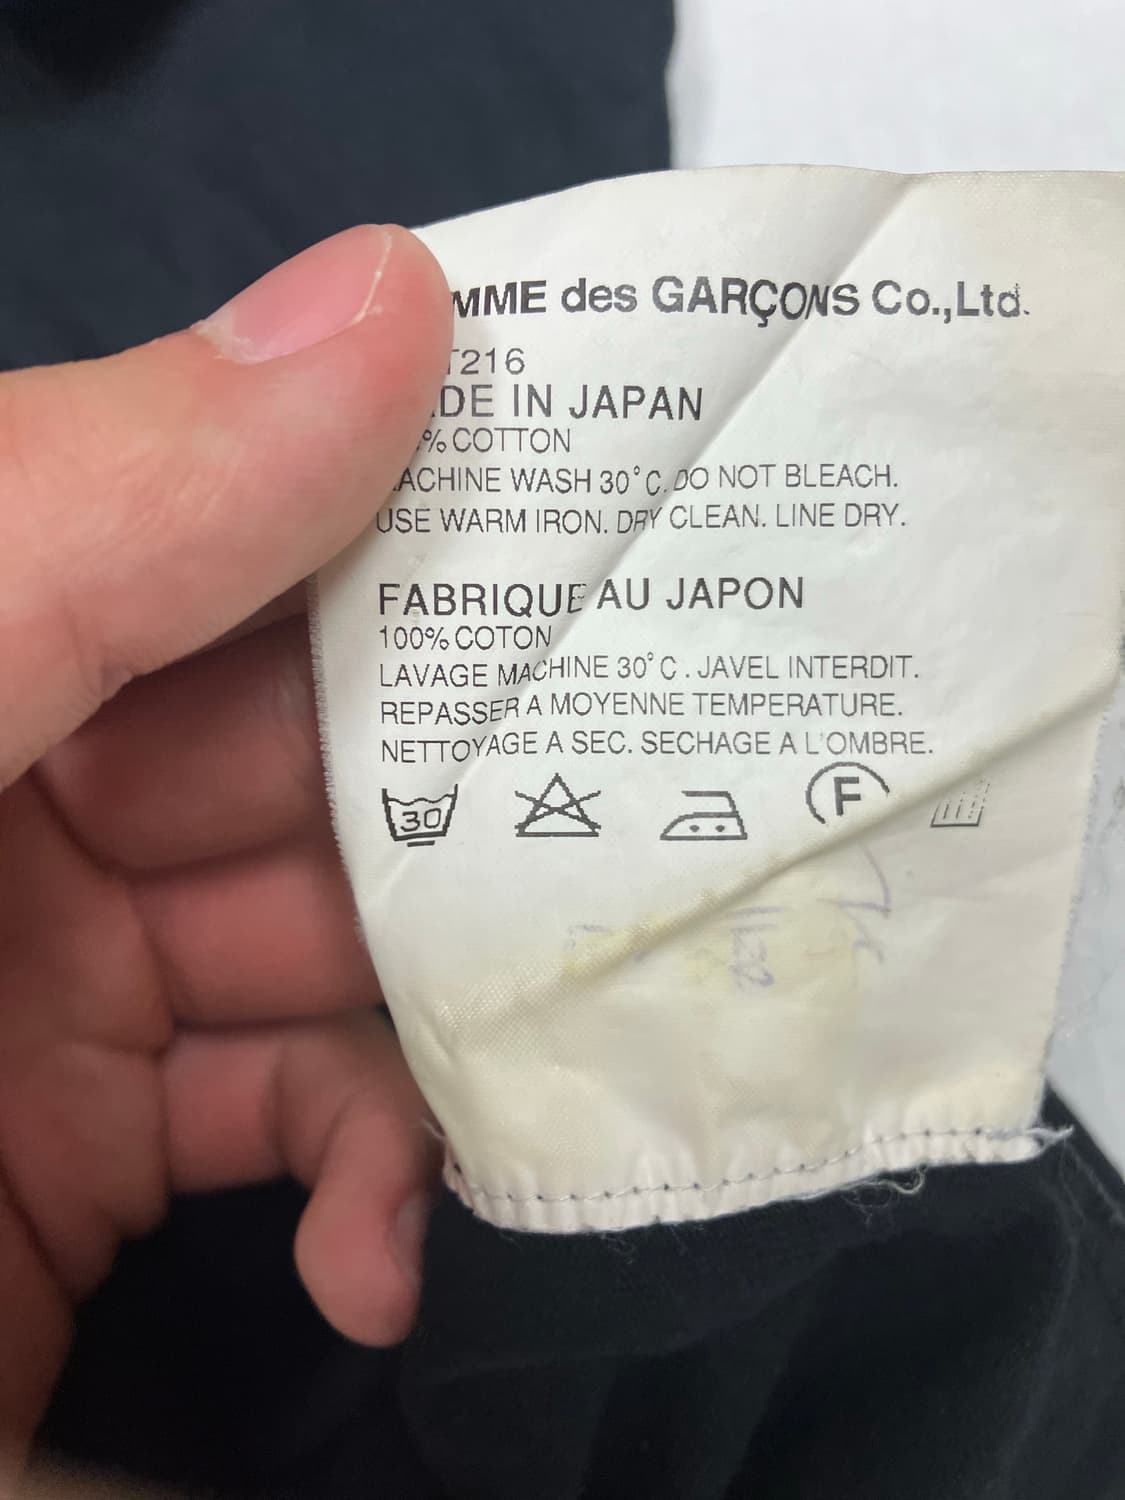 MME des GARÇONS Co.,Ltd.
T216
ADE IN JAPAN
% COTTON
ACHINE WASH 30°C. DO NOT BLEACH.
USE WARM IRON. DRY CLEAN. LINE DRY.
FABRIQUE AU JAPON
100% COTON
LAVAGE MACHINE 30°C. JAVEL INTERDIT.
REPASSER A MOYENNE TEMPERATURE.
NETTOYAGE A SEC. SECHAGE A L'OMBRE.
30 F